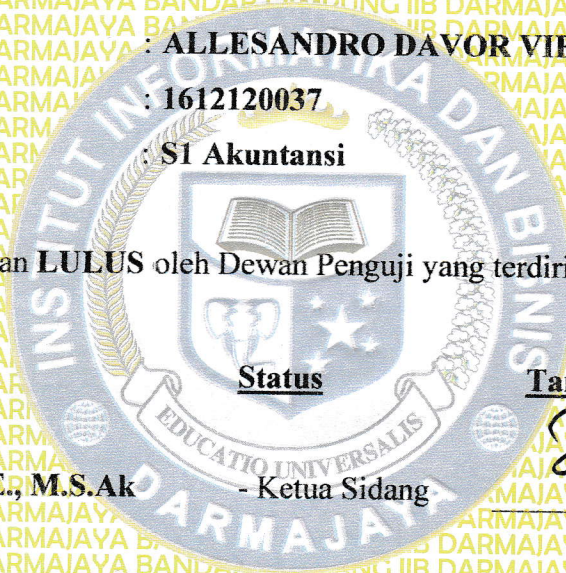 : ALLESANDRO DAVOR
: 1612120037
: S1 Akuntansi
an LULUS oleh Dewan Penguji yang terdiri
Status
E., M.S.Ak - Ketua Sidang
INSTITUT INFORMATIKA DAN BISNIS
EDUCATIO UNIVERSALIS
DARMAJAYA